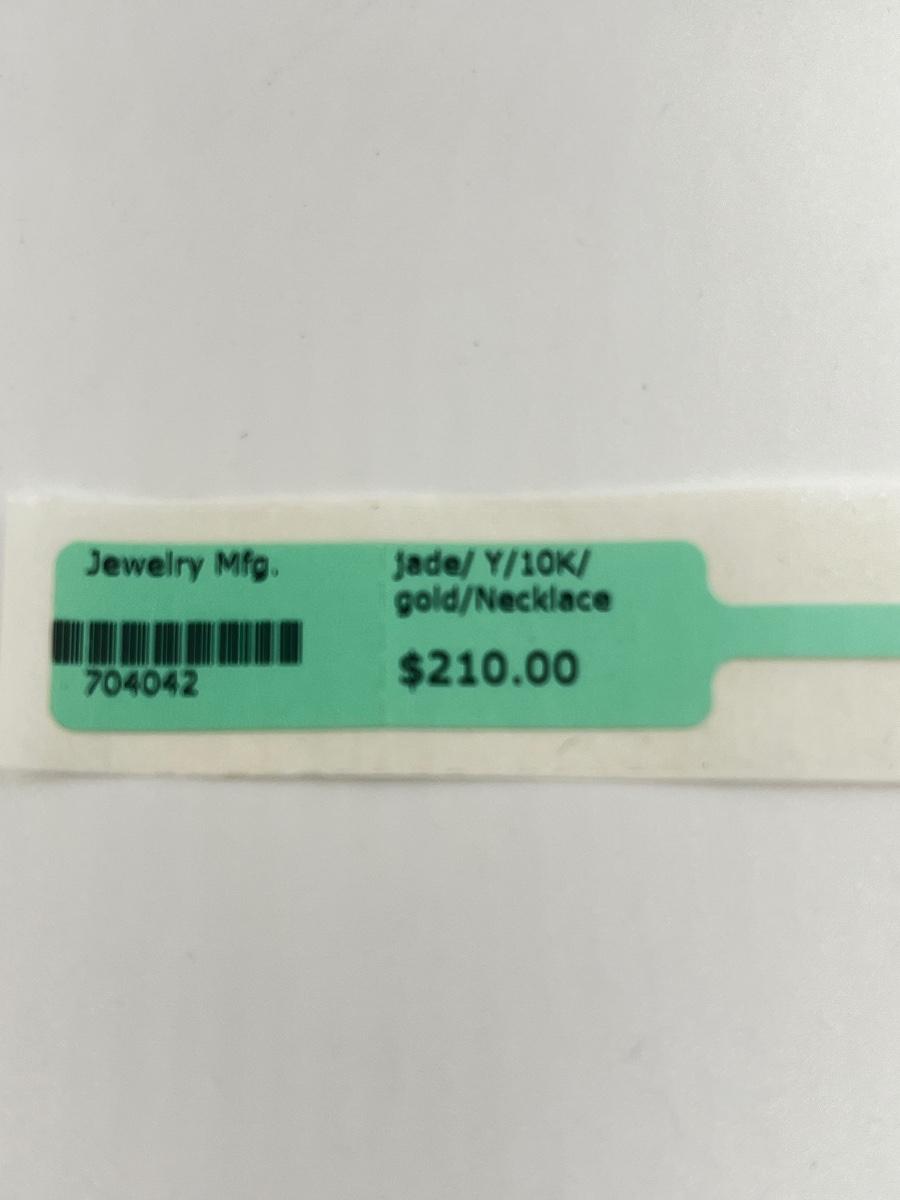 Jewelry Mfg.
704042
jade/ Y/10K/
gold/Necklace
$210.00